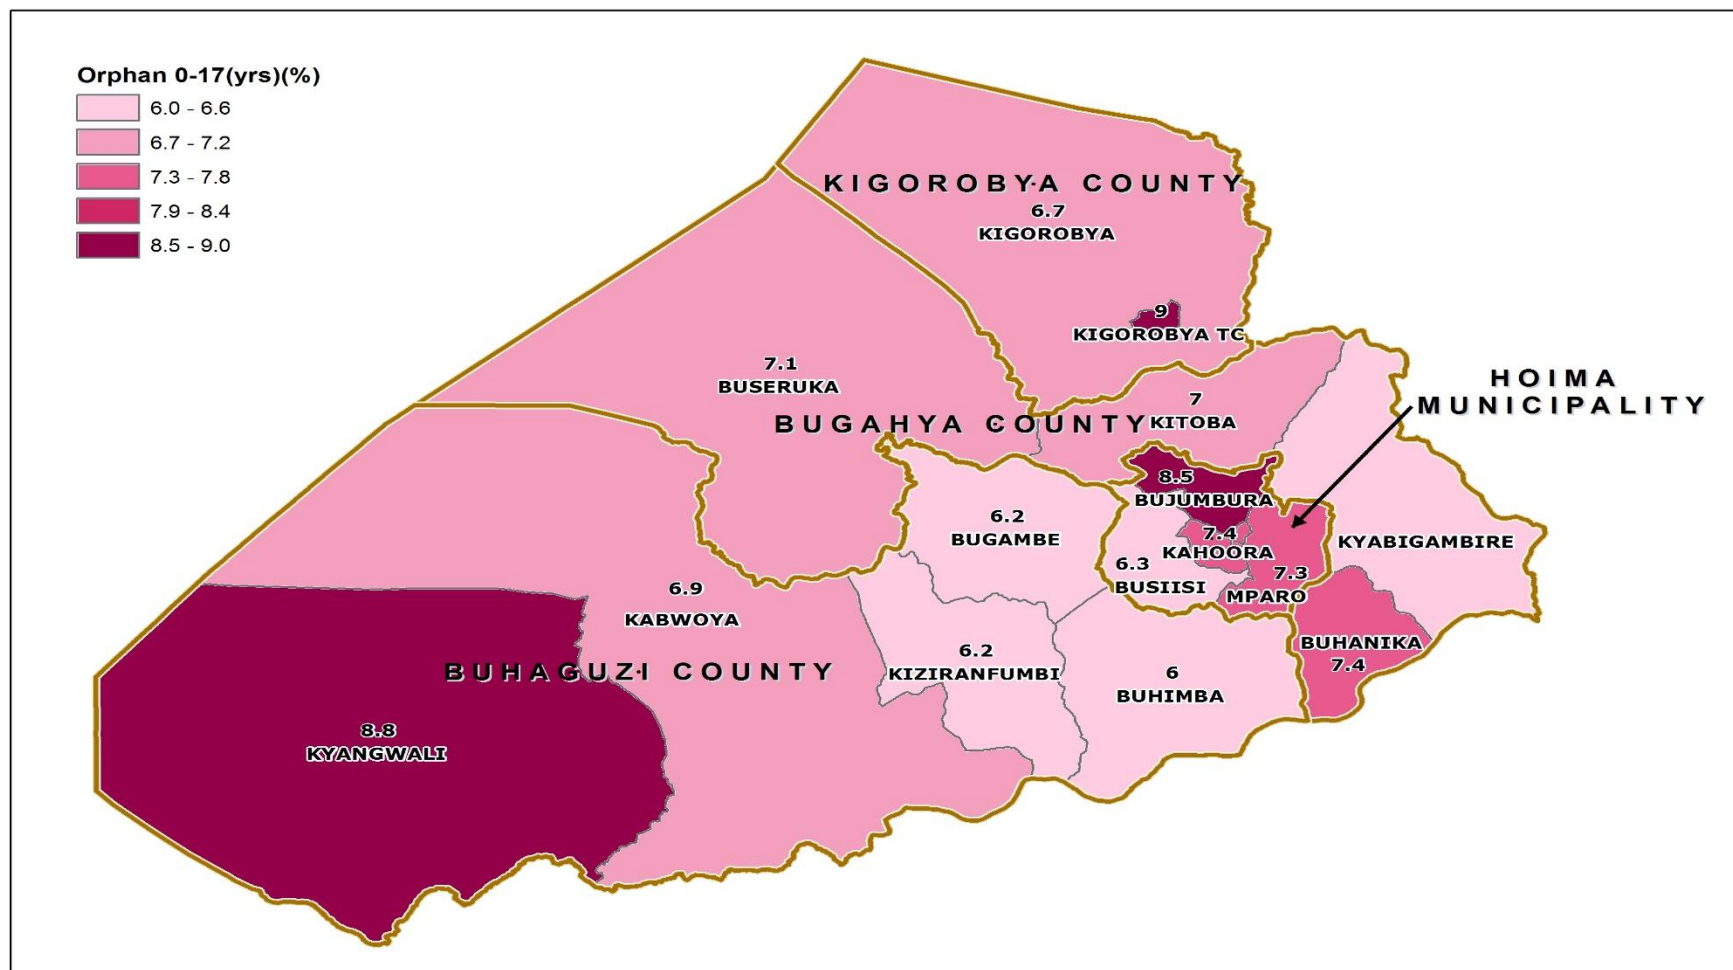 Orphan 0-17(yrs)(%)
6.0 - 6.6
6.7 - 7.2
7.3 - 7.8
7.9 - 8.4
8.5 - 9.0
KIGOROBYA COUNTY
6.7
KIGOROBYA
9
KIGOROBYA TC
7.1
BUSERUKA
BUGAHYA COUNTY
7
KITOBA
HOIMA
MUNICIPALITY
8.5
BUJUMBURA
6.2
BUGAMBE
7.4
KAHOORA
KYABIGAMBIRE
6.3
BUSIISI
7.3
MPARO
6.9
KABWOYA
BUHAGUZI COUNTY
6.2
KIZIRANFUMBI
6
BUHIMBA
BUHANIKA
7.4
8.8
KYANGWALI